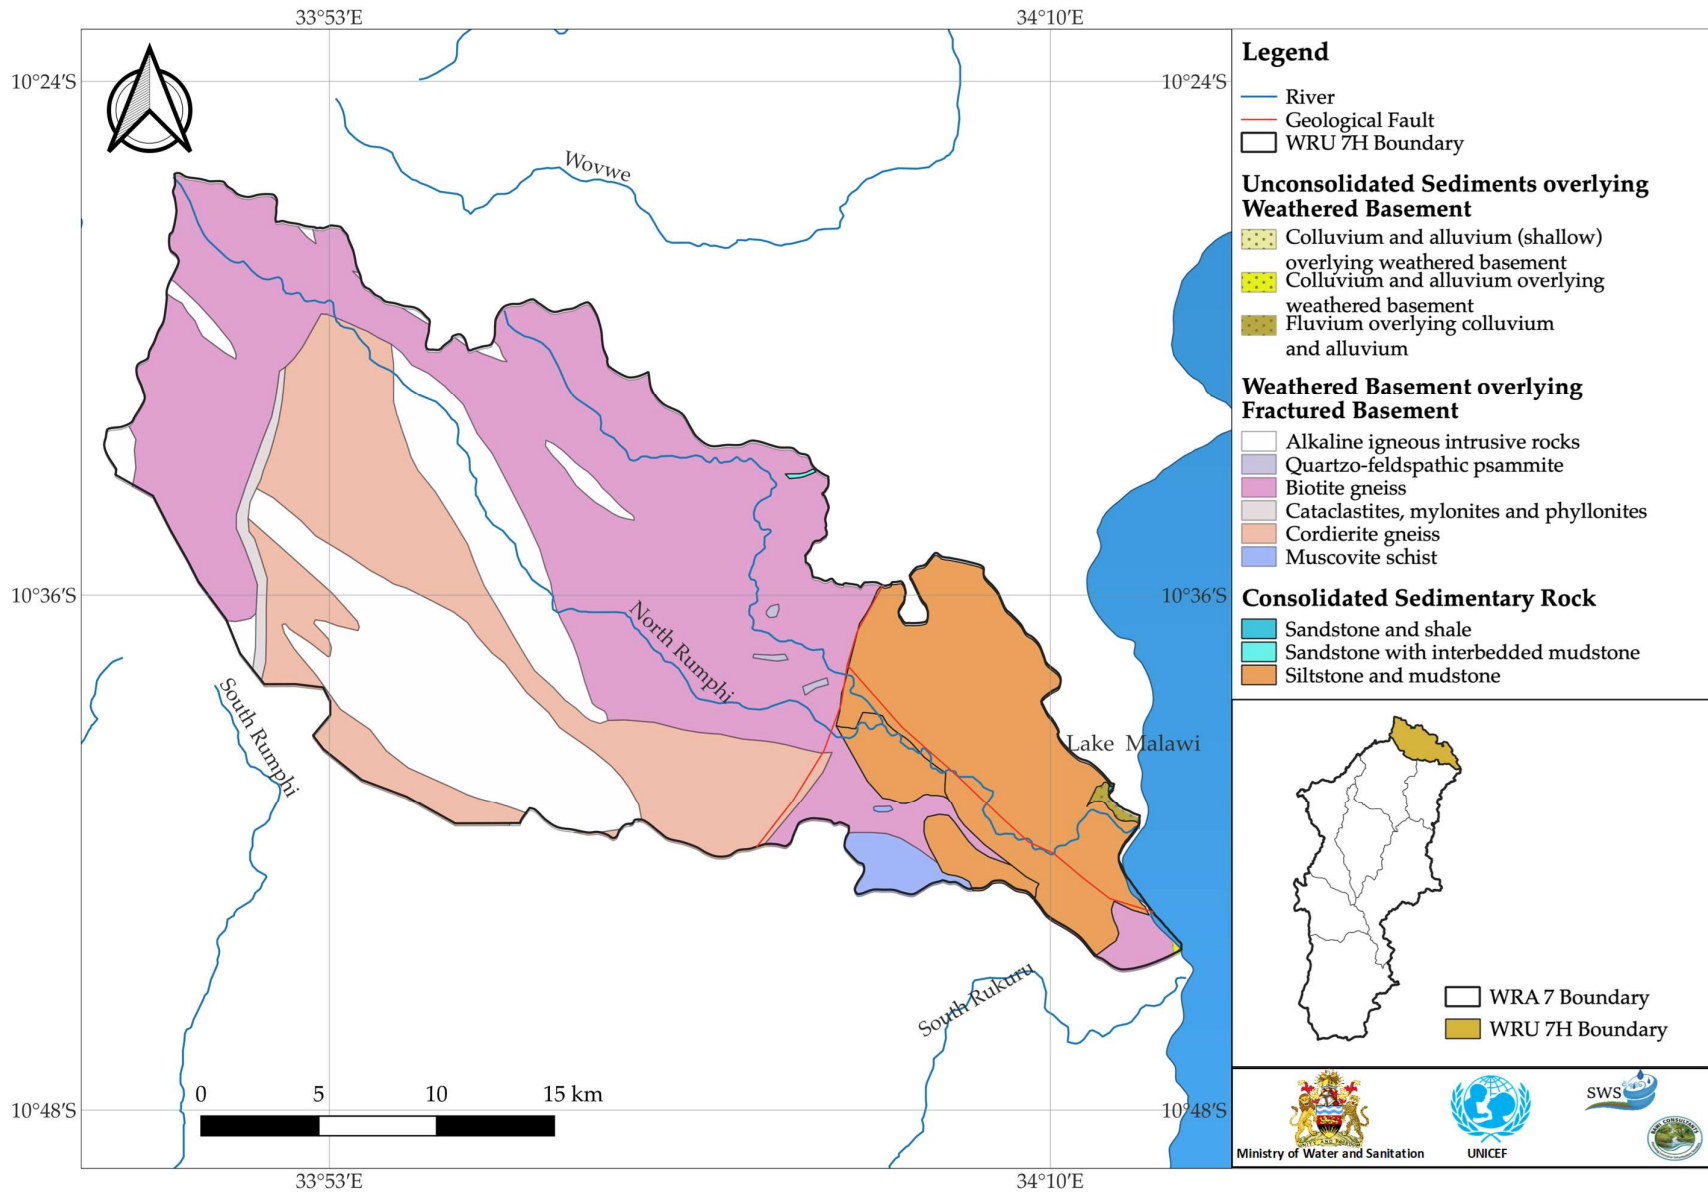 33°53′E
34°10′E
10°24′S
10°24′S
Wovwe
10°36′S
10°36′S
North Rumphi
South Rumphi
Lake Malawi
South Rukuru
0 5 10 15 km
10°48′S
10°48′S
33°53′E
34°10′E
Legend
River
Geological Fault
WRU 7H Boundary
Unconsolidated Sediments overlying
Weathered Basement
Colluvium and alluvium (shallow)
overlying weathered basement
Colluvium and alluvium overlying
weathered basement
Fluvium overlying colluvium
and alluvium
Weathered Basement overlying
Fractured Basement
Alkaline igneous intrusive rocks
Quartzo-feldspathic psammite
Biotite gneiss
Cataclastites, mylonites and phyllonites
Cordierite gneiss
Muscovite schist
Consolidated Sedimentary Rock
Sandstone and shale
Sandstone with interbedded mudstone
Siltstone and mudstone
WRA 7 Boundary
WRU 7H Boundary
Ministry of Water and Sanitation
UNICEF
SWS